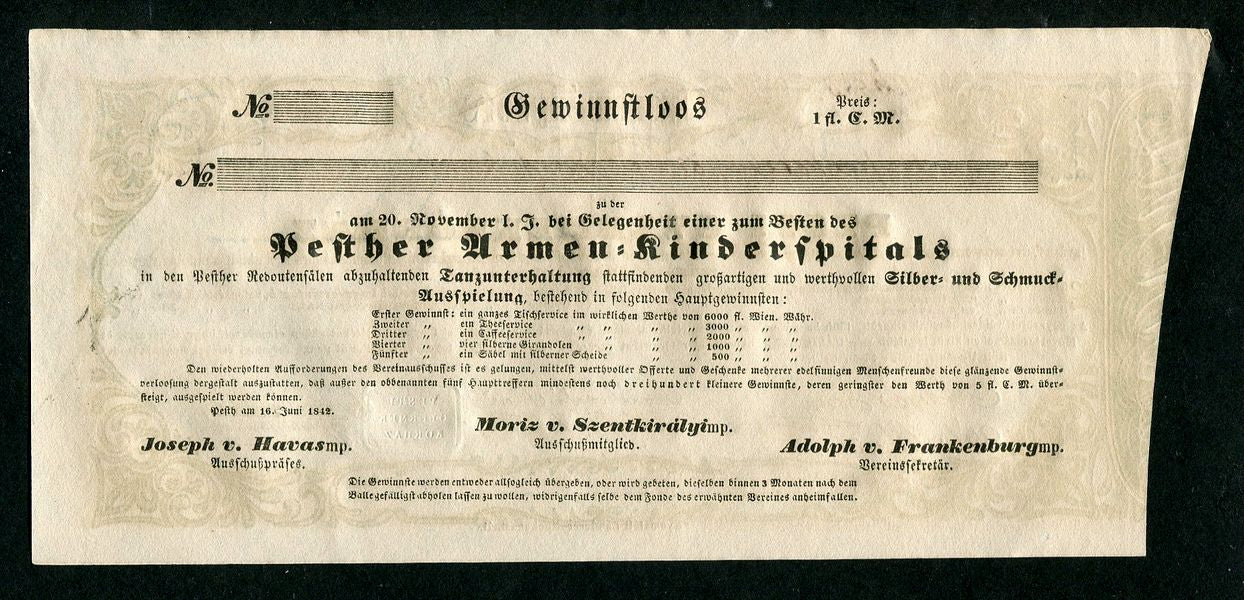 No.
Gewinnstloos
Preis:
1 fl. C. M.
No.
zu der
am 20. November l. J. bei Gelegenheit einer zum Besten des
Pesther Armen-Kinderspitals
in den Pesther Redoutensälen abzuhaltenden Tanzunterhaltung stattfindenden großartigen und werthvollen Silber- und Schmuck-
Ausspielung, bestehend in folgenden Hauptgewinnsten:
Erster Gewinnst: ein ganzes Tischservice im wirklichen Werthe von 6000 fl. Wien. Währ.
Zweiter „ ein Theeservice „ „ „ 3000 „ „ „
Dritter „ ein Caffeeservice „ „ „ 2000 „ „ „
Vierter „ vier silberne Girandolen „ „ „ 1000 „ „ „
Fünfter „ ein Säbel mit silberner Scheide „ „ 500 „ „ „
Den wiederholten Aufforderungen des Vereinausschusses ist es gelungen, mittelst werthvoller Offerte und Geschenke mehrerer edelsinnigen Menschenfreunde diese glänzende Gewinnst-
verloosung dergestalt auszustatten, daß außer den obbenannten fünf Haupttreffern mindestens noch dreihundert kleinere Gewinnste, deren geringster den Werth von 5 fl. C. M. über-
steigt, ausgespielt werden können.
Pesth am 16. Juni 1842.
Moriz v. Szentkirályimp.
Ausschußmitglied.
Joseph v. Havasmp.
Ausschußpräses.
Adolph v. Frankenburgmp.
Vereinssekretär.
Die Gewinnste werden entweder allsogleich übergeben, oder wird gebeten, dieselben binnen 3 Monaten nach dem
Balle gefälligst abholen lassen zu wollen, widrigenfalls selbe dem Fonde des erwähnten Vereines anheimfallen.